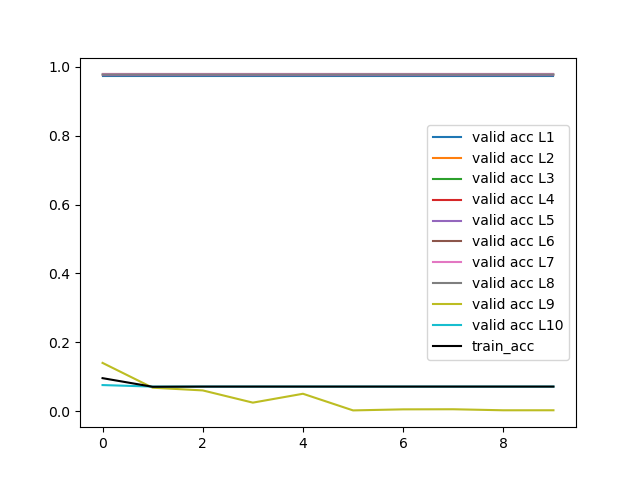 1.0
0.8
0.6
0.4
0.2
0.0
0
2
4
6
8
valid acc L1
valid acc L2
valid acc L3
valid acc L4
valid acc L5
valid acc L6
valid acc L7
valid acc L8
valid acc L9
valid acc L10
train_acc